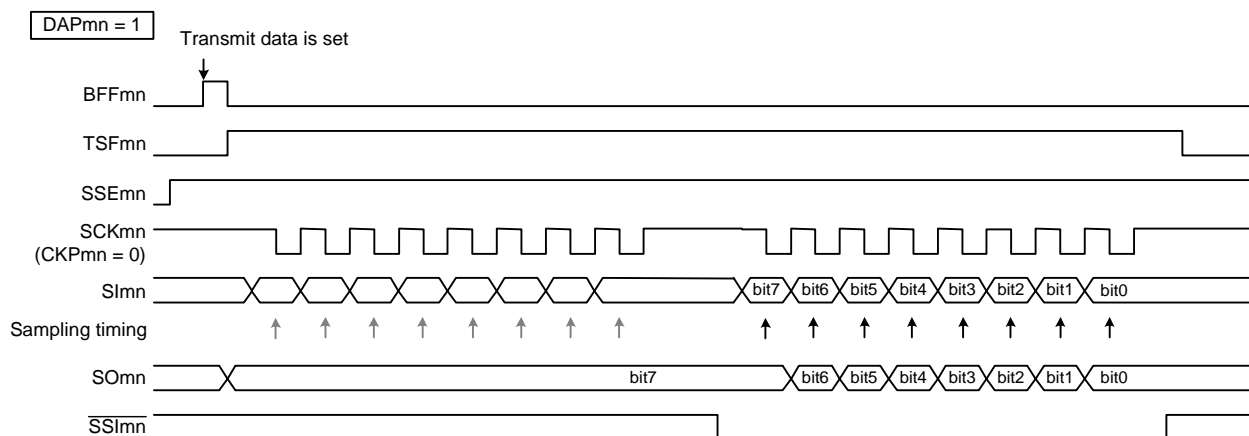 DAPmn = 1
Transmit data is set
BFFmn
TSFmn
SSEmn
SCKmn
(CKPmn = 0)
SImn
bit7 bit6 bit5 bit4 bit3 bit2 bit1 bit0
Sampling timing
SOmn
bit7 bit6 bit5 bit4 bit3 bit2 bit1 bit0
SSImn